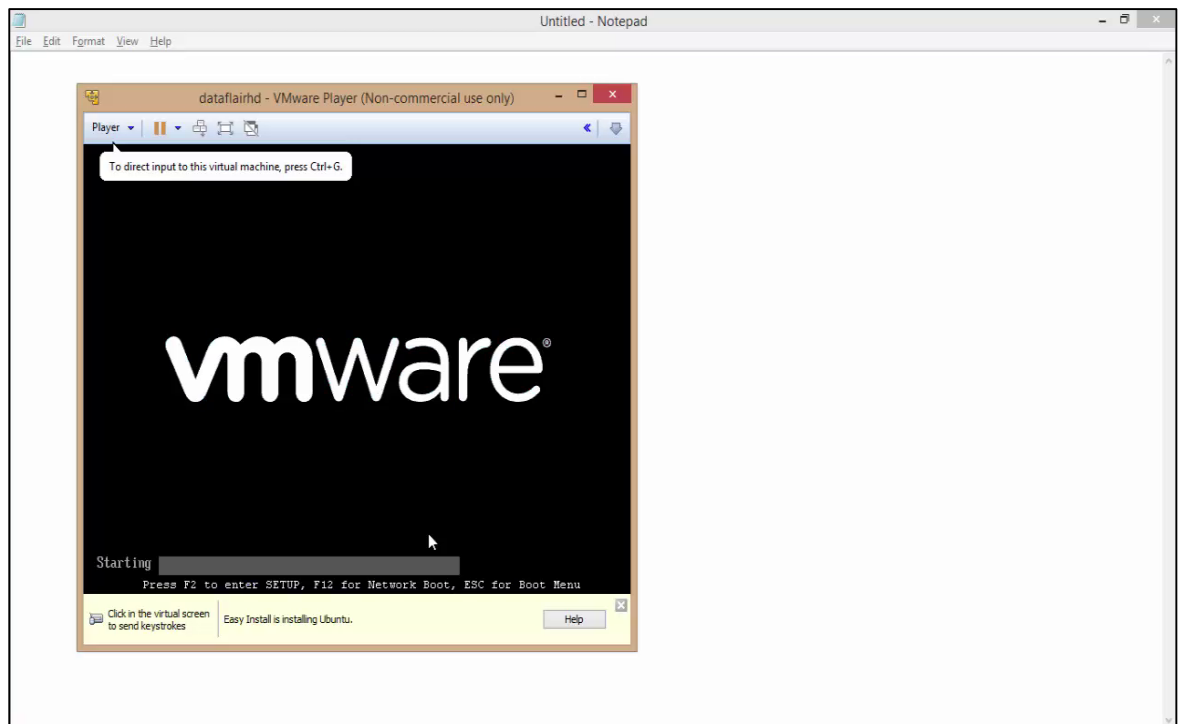 Untitled - Notepad
File Edit Format View Help
dataflairhd - VMware Player (Non-commercial use only)
Player
To direct input to this virtual machine, press Ctrl+G.
vmware®
Starting
Press F2 to enter SETUP, F12 for Network Boot, ESC for Boot Menu
Click in the virtual screen
to send keystrokes
Easy Install is installing Ubuntu.
Help